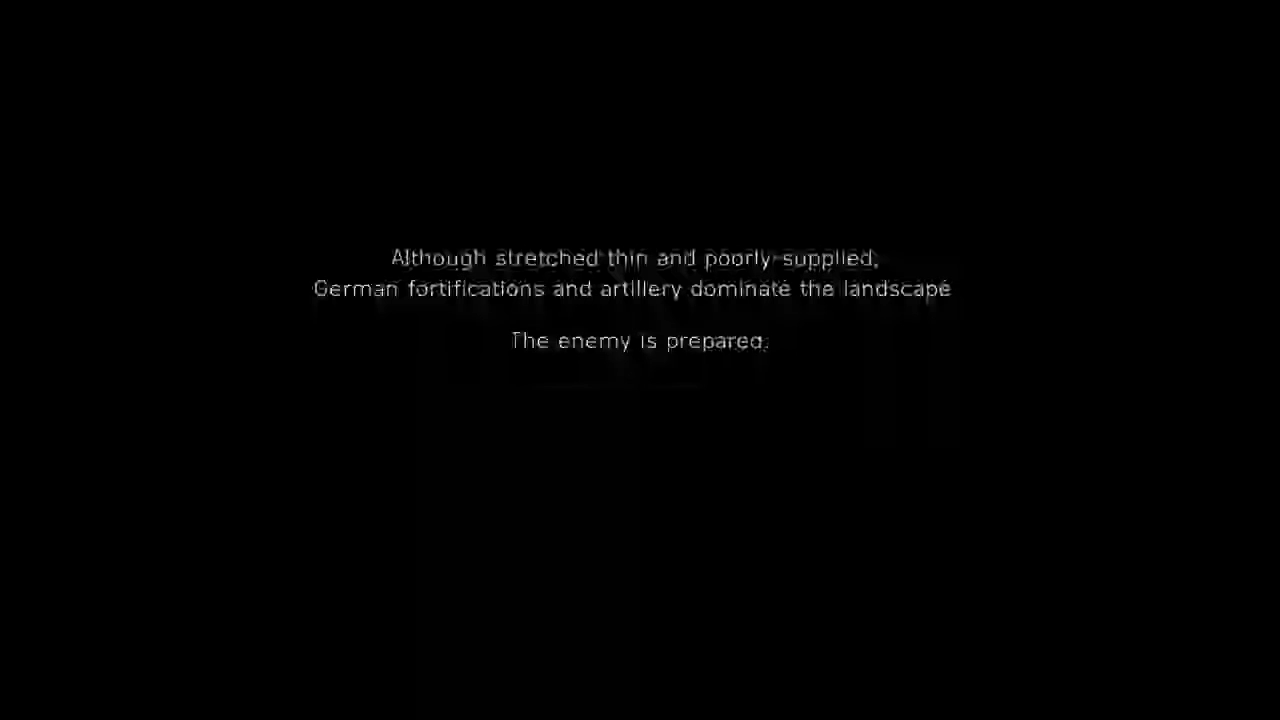 Although stretched thin and poorly-supplied,
German fortifications and artillery dominate the landscape
The enemy is prepared.